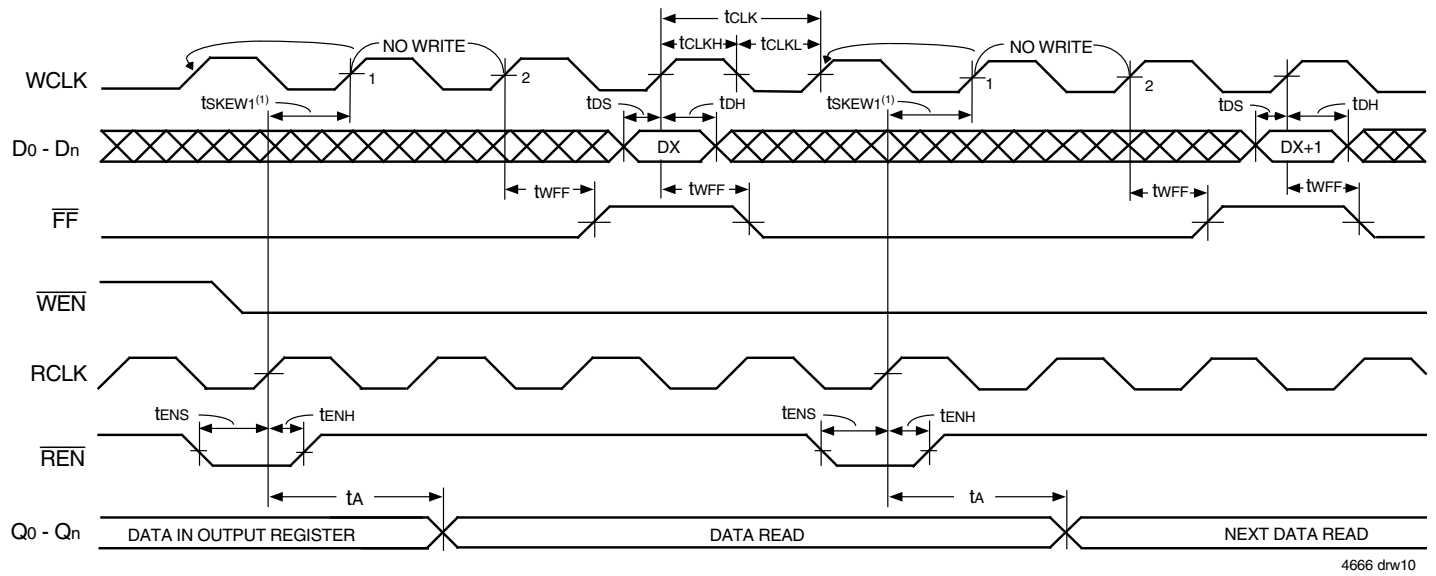 tCLK
NO WRITE tCLKH tCLKL NO WRITE
WCLK 1 2 1 2
tSKEW1(1) tDS tDH tSKEW1(1) tDS tDH
D0 - Dn DX DX+1
tWFF tWFF tWFF tWFF
FF
WEN
RCLK
tENS tENH tENS tENH
REN
tA tA
Q0 - Qn DATA IN OUTPUT REGISTER DATA READ NEXT DATA READ
4666 drw10